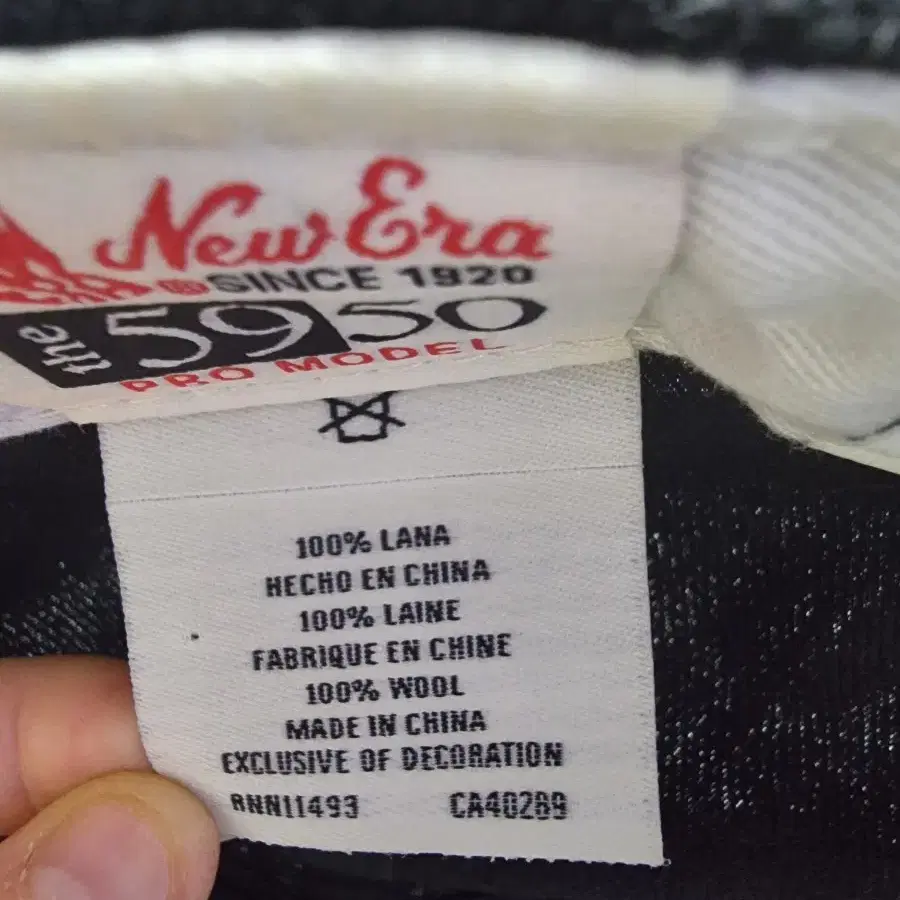 New Era
®SINCE 1920
the 5950
PRO MODEL
100% LANA
HECHO EN CHINA
100% LAINE
FABRIQUE EN CHINE
100% WOOL
MADE IN CHINA
EXCLUSIVE OF DECORATION
RNN11493 CA40289